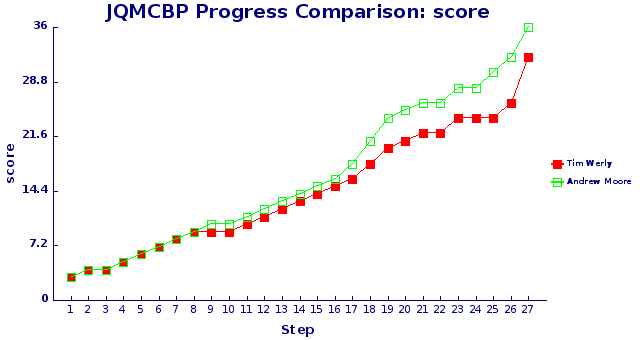 JQMCBP Progress Comparison: score
36
28.8
21.6
14.4
7.2
0
score
1 2 3 4 5 6 7 8 9 10 11 12 13 14 15 16 17 18 19 20 21 22 23 24 25 26 27
Step
Tim Werly
Andrew Moore